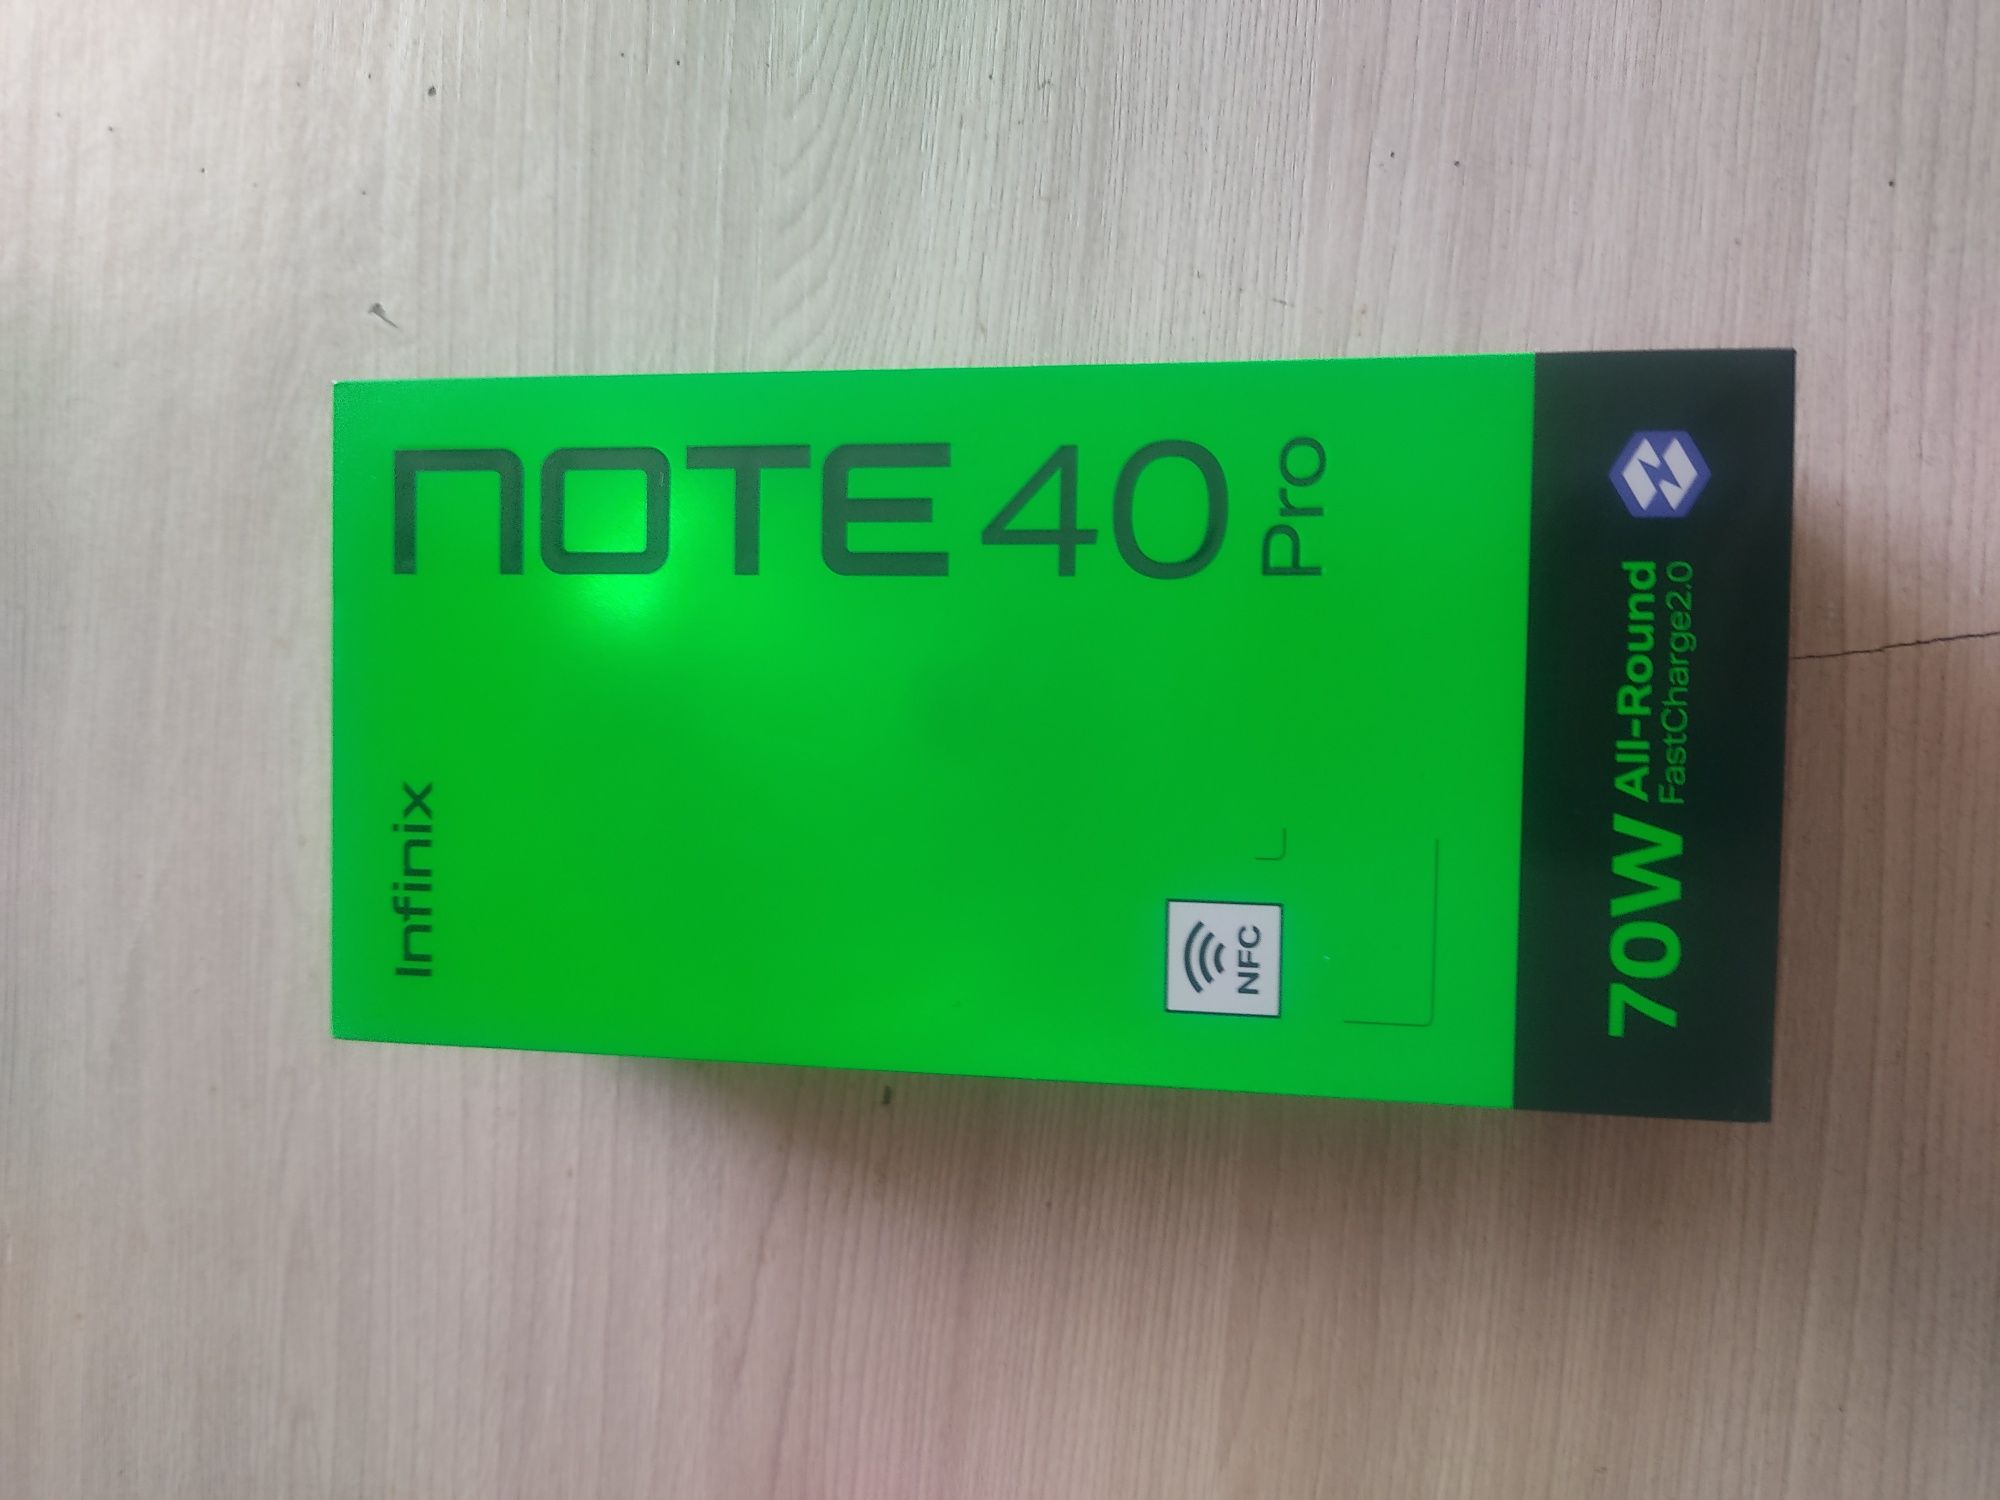 Infinix
NOTE 40
Pro
NFC
70W All-Round
FastCharge2.0